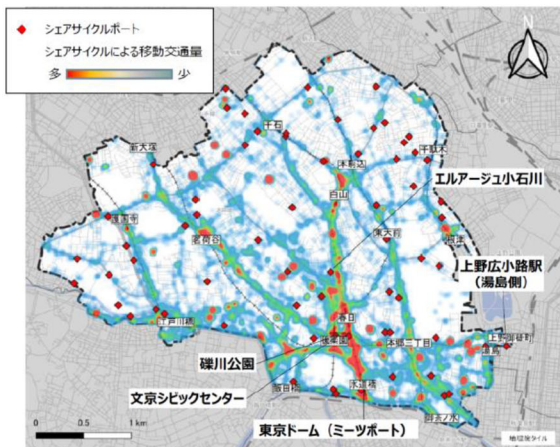 シェアサイクルポート
シェアサイクルによる移動交通量
多
少
千石
千駄木
新大塚
本駒込
エルアージュ小石川
白山
護国寺
茗荷谷
東大前
根津
上野広小路駅
(湯島側)
江戸川橋
春日
後楽園
本郷三丁目
上野御徒町
湯島
礫川公園
飯田橋
水道橋
文京シビックセンター
御茶ノ水
東京ドーム(ミーツポート)
0
0.5
1 km
地理院タイル